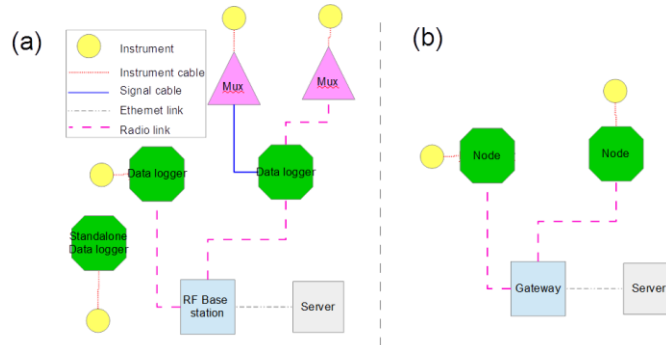 (a)
Instrument
Instrument cable
Signal cable
Ethernet link
Radio link
Mux
Mux
Data logger
Data logger
Standalone
Data logger
RF Base
station
Server
(b)
Node
Node
Gateway
Server